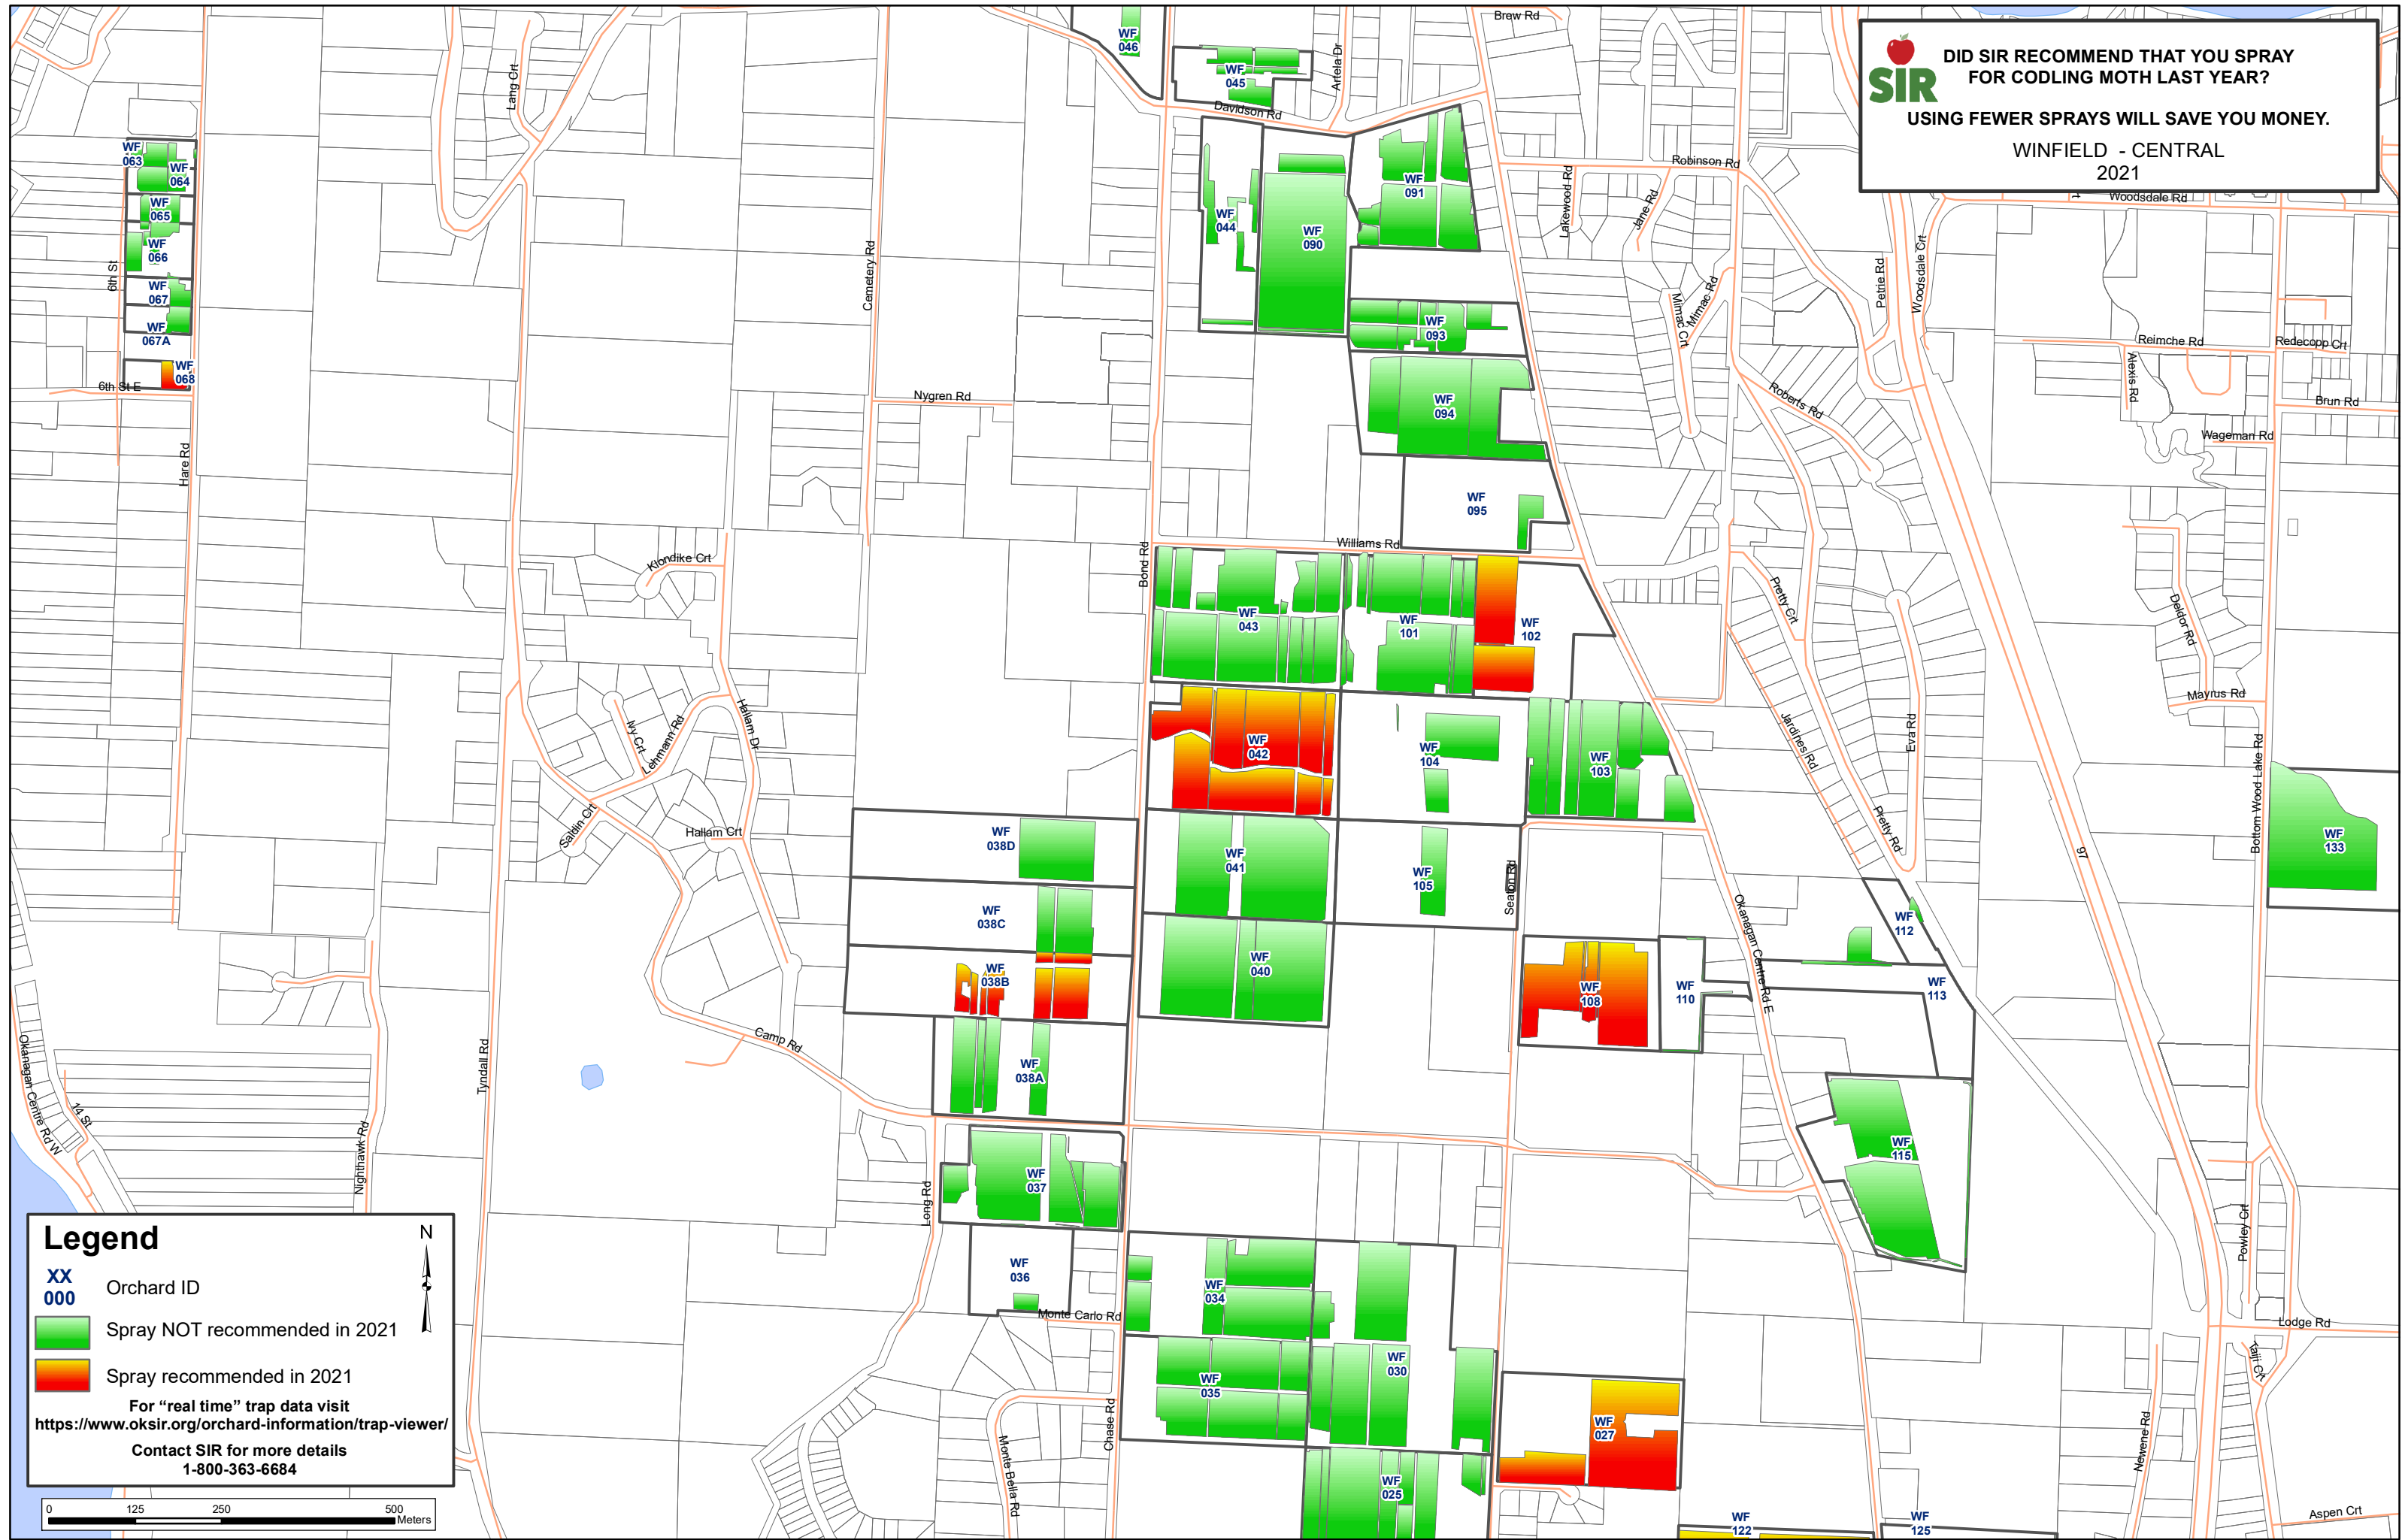 SIR
DID SIR RECOMMEND THAT YOU SPRAY
FOR CODLING MOTH LAST YEAR?
USING FEWER SPRAYS WILL SAVE YOU MONEY.
WINFIELD - CENTRAL
2021
Brew Rd
Lang Crt
Artela Dr
WF
046
WF
045
Davidson Rd
WF
063
WF
064
WF
065
WF
066
WF
067
WF
067A
WF
068
6th St
6th St E
Hare Rd
Cemetery Rd
Nygren Rd
WF
044
WF
090
WF
091
WF
093
WF
094
WF
095
Robinson Rd
Lakewood Rd
Jane Rd
Mimac Rd
Mimac Crt
Petrie Rd
Woodsdale Crt
Woodsdale Rd
Reimche Rd
Redecopp Crt
Alexis Rd
Brun Rd
Wageman Rd
Roberts Rd
Williams Rd
Bond Rd
Klondike Crt
WF
043
WF
101
WF
102
Pretty Crt
Deldor Rd
Mayrus Rd
Eva Rd
Jardines Rd
Pretty Rd
Bottom Wood Lake Rd
97
Ivy Crt
Lehmann Rd
Hallam Dr
Saldin Crt
Hallam Crt
WF
042
WF
104
WF
103
WF
133
WF
038D
WF
041
WF
105
Seaton Rd
WF
038C
WF
040
WF
038B
WF
108
WF
110
Okanagan Centre Rd E
WF
112
WF
113
WF
038A
Camp Rd
Tyndall Rd
Okanagan Centre Rd W
14 St
Nighthawk Rd
WF
037
Long Rd
WF
115
Powley Crt
Lodge Rd
Taiji Crt
WF
036
Monte Carlo Rd
WF
034
WF
030
WF
035
Chase Rd
Monte Bella Rd
WF
027
WF
025
Newene Rd
WF
122
WF
125
Aspen Crt
Legend
N
XX
000
Orchard ID
Spray NOT recommended in 2021
Spray recommended in 2021
For “real time” trap data visit
https://www.oksir.org/orchard-information/trap-viewer/
Contact SIR for more details
1-800-363-6684
0 125 250 500
Meters